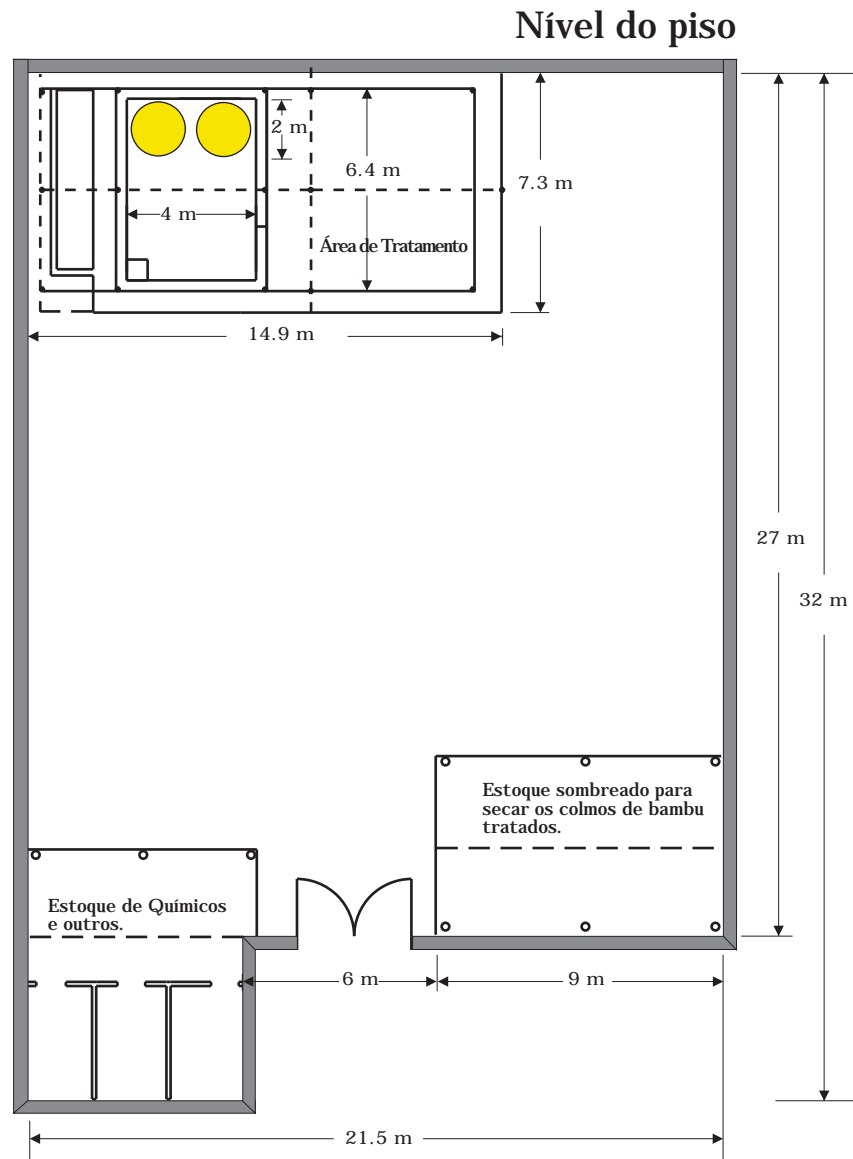 Nível do piso
2 m
6.4 m
7.3 m
4 m
Área de Tratamento
14.9 m
27 m
32 m
Estoque sombreado para
secar os colmos de bambu
tratados.
Estoque de Químicos
e outros.
6 m
9 m
21.5 m